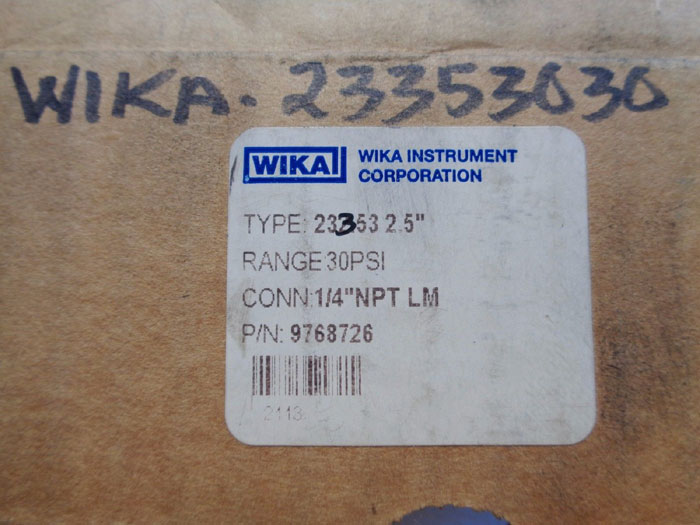 WIKA. 23353030
WIKA
WIKA INSTRUMENT
CORPORATION
TYPE: 23353 2.5"
RANGE 30PSI
CONN:1/4"NPT LM
P/N: 9768726
2113